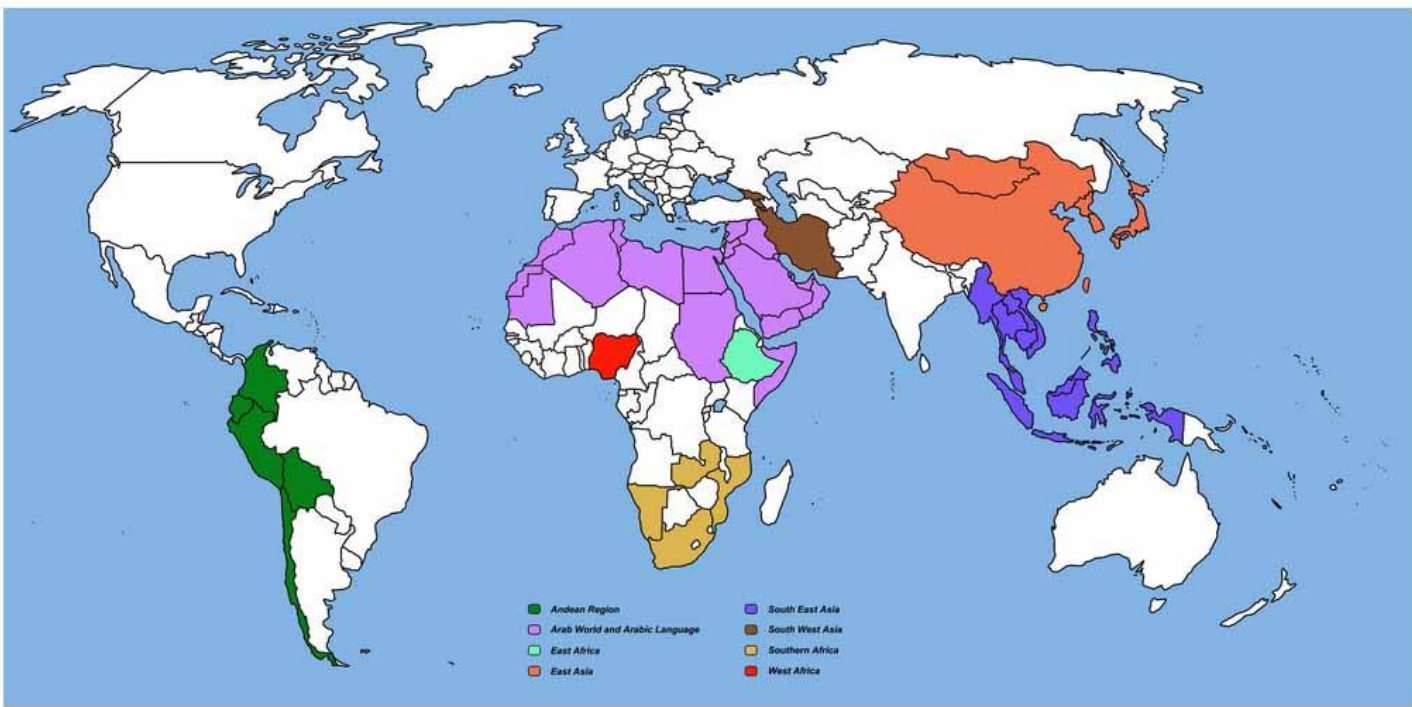 Andean Region
Arab World and Arabic Language
East Africa
East Asia
South East Asia
South West Asia
Southern Africa
West Africa